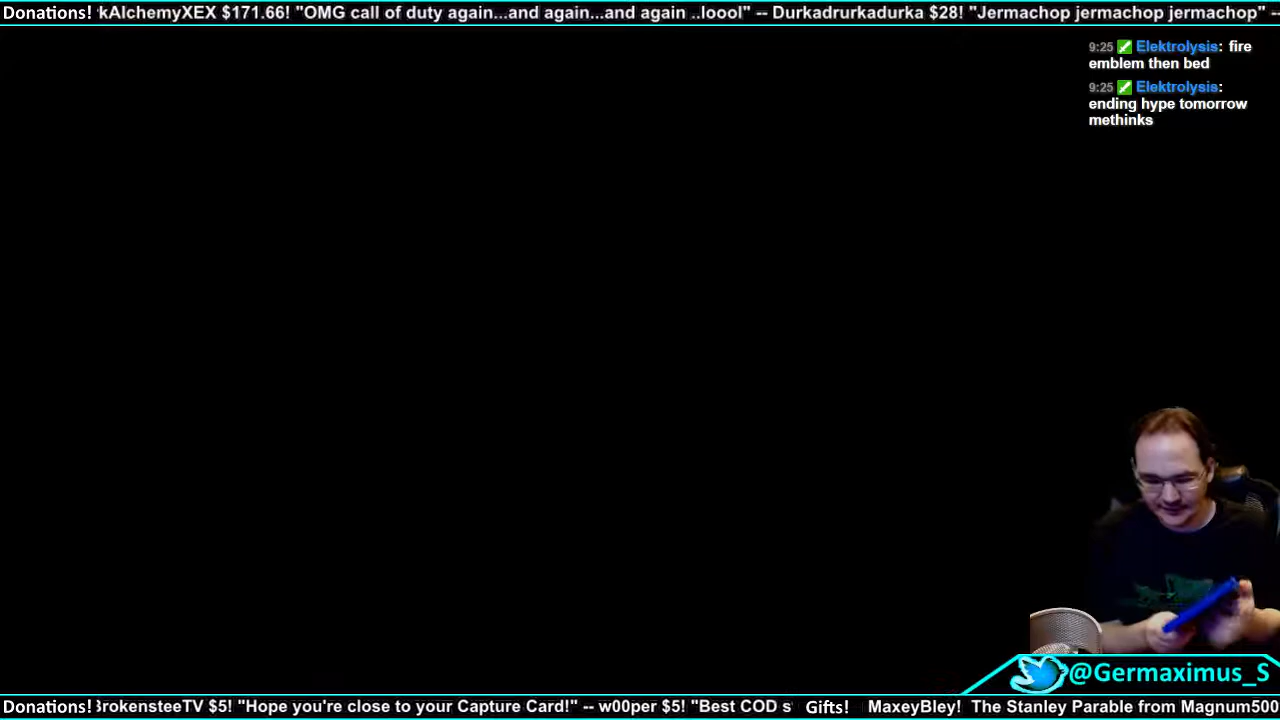 Donations! kAlchemyXEX $171.66! "OMG call of duty again...and again...and again ..loool" -- Durkadrurkadurka $28! "Jermachop jermachop jermachop" --
9:25 Elektrolysis: fire
emblem then bed
9:25 Elektrolysis:
ending hype tomorrow
methinks
@Germaximus_S
Donations! BrokensteeTV $5! "Hope you're close to your Capture Card!" -- w00per $5! "Best COD s Gifts! MaxeyBley! The Stanley Parable from Magnum500